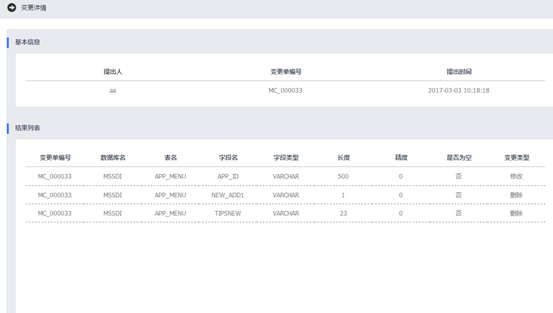 变更详情
基本信息
提出人 变更单编号 提出时间
aa MC_000033 2017-03-03 10:18:18
结果列表
变更单编号 数据库名 表名 字段名 字段类型 长度 精度 是否为空 变更类型
MC_000033 MSSDI APP_MENU APP_ID VARCHAR 500 0 否 修改
MC_000033 MSSDI APP_MENU NEW_ADD1 VARCHAR 1 0 否 删除
MC_000033 MSSDI APP_MENU TIPSNEW VARCHAR 23 0 否 删除